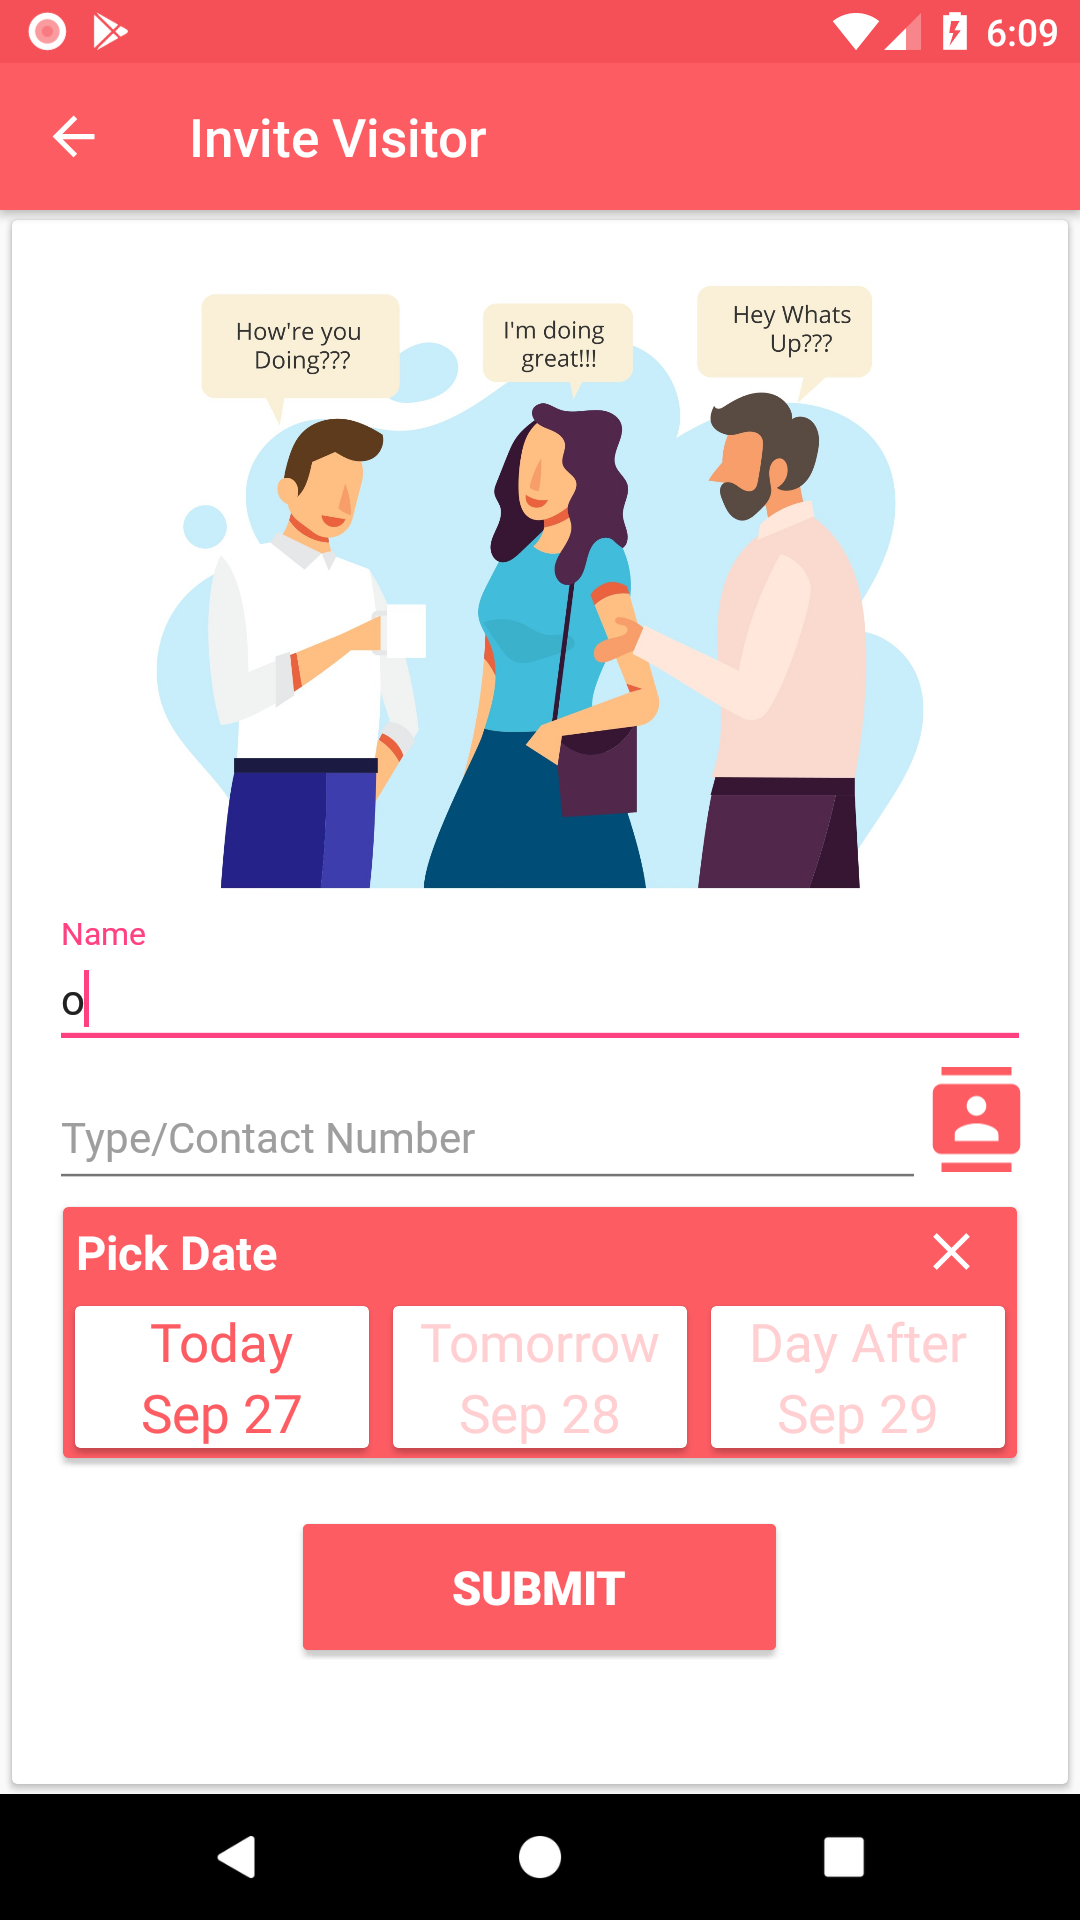 6:09
Invite Visitor
How're you
Doing???
I'm doing
great!!!
Hey Whats
Up???
Name
o
Type/Contact Number
Pick Date
Today
Sep 27
Tomorrow
Sep 28
Day After
Sep 29
SUBMIT